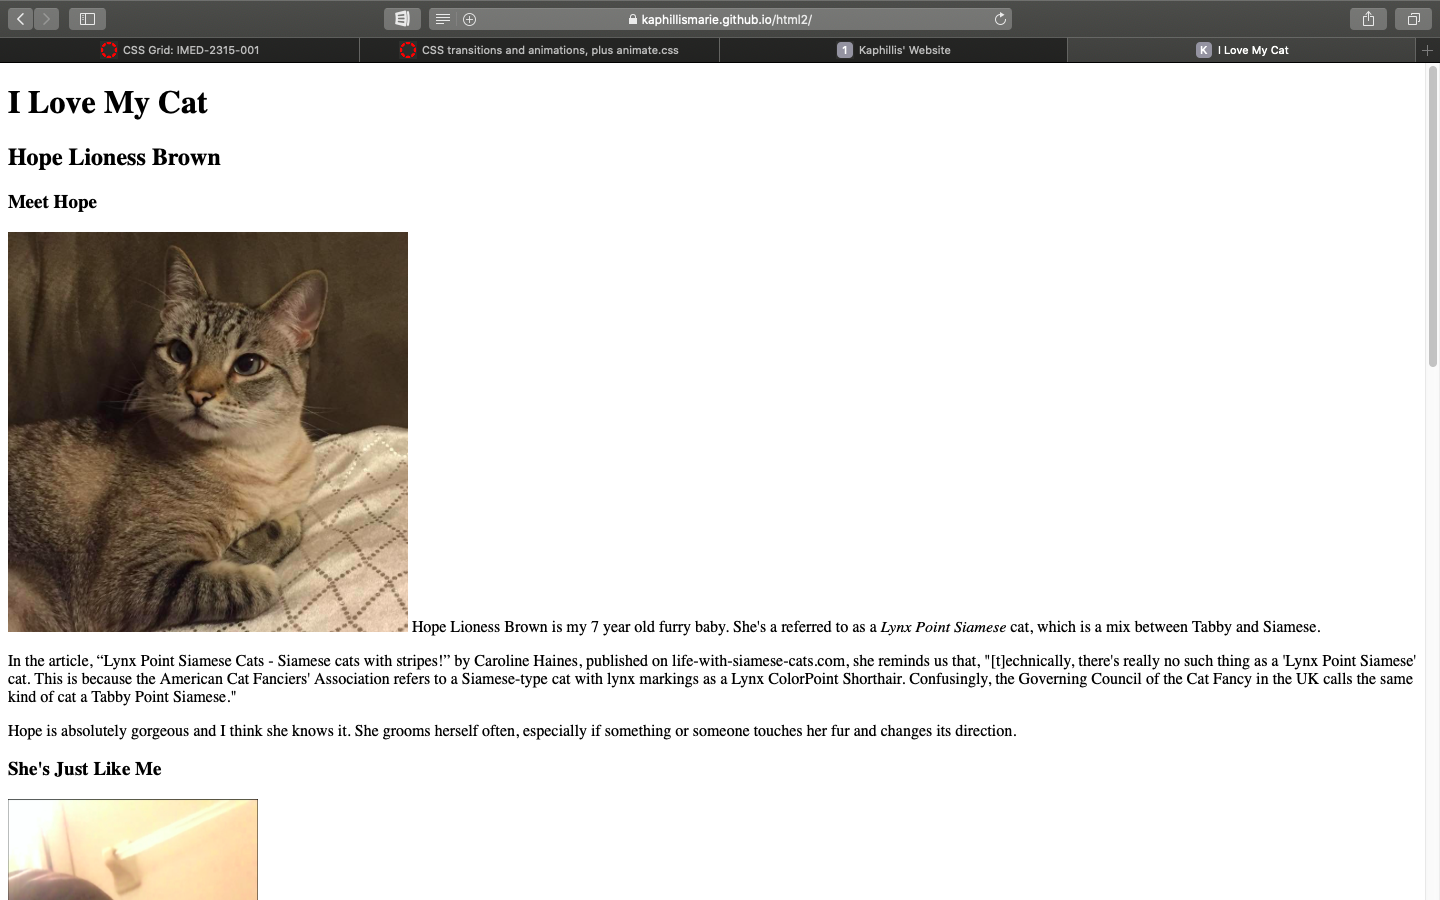 kaphillismarie.github.io/html2/
CSS Grid: IMED-2315-001
CSS transitions and animations, plus animate.css
1 Kaphillis' Website
K I Love My Cat
I Love My Cat
Hope Lioness Brown
Meet Hope
Hope Lioness Brown is my 7 year old furry baby. She's a referred to as a Lynx Point Siamese cat, which is a mix between Tabby and Siamese.
In the article, “Lynx Point Siamese Cats - Siamese cats with stripes!” by Caroline Haines, published on life-with-siamese-cats.com, she reminds us that, "[t]echnically, there's really no such thing as a 'Lynx Point Siamese'
cat. This is because the American Cat Fanciers' Association refers to a Siamese-type cat with lynx markings as a Lynx ColorPoint Shorthair. Confusingly, the Governing Council of the Cat Fancy in the UK calls the same
kind of cat a Tabby Point Siamese."
Hope is absolutely gorgeous and I think she knows it. She grooms herself often, especially if something or someone touches her fur and changes its direction.
She's Just Like Me